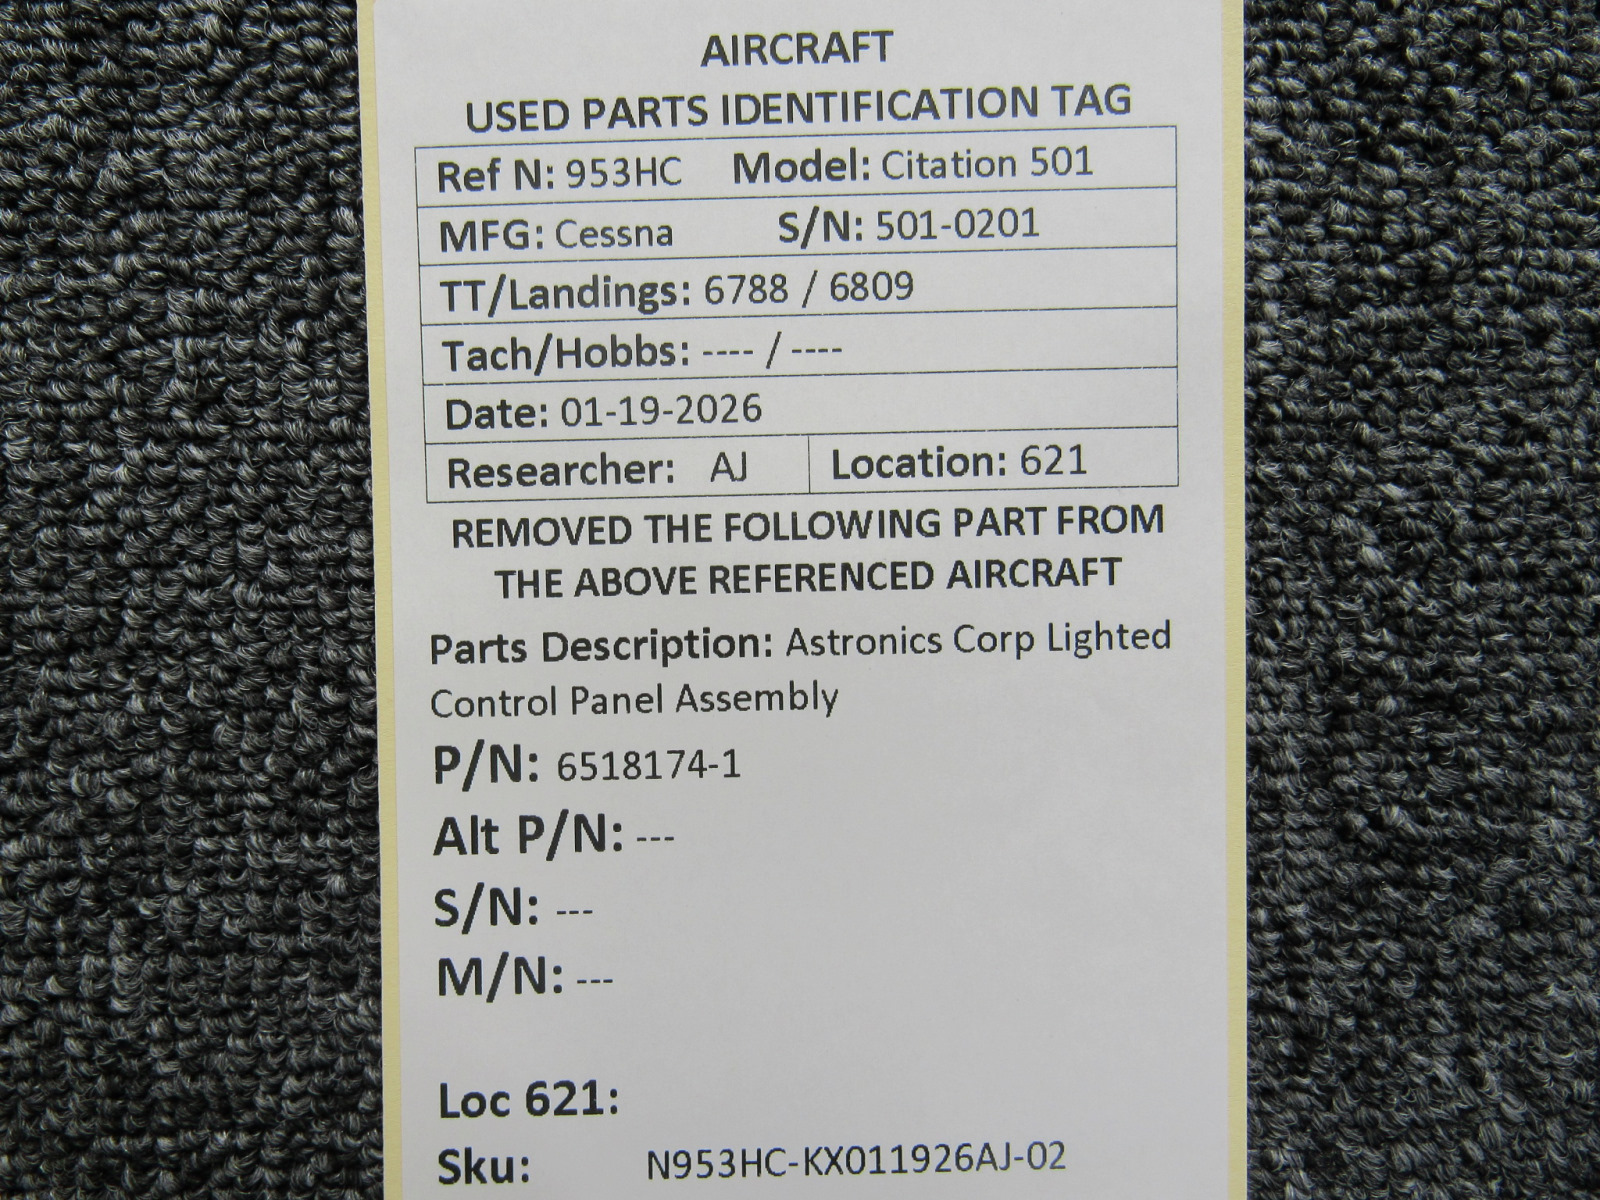 AIRCRAFT
USED PARTS IDENTIFICATION TAG
Ref N: 953HC Model: Citation 501
MFG: Cessna S/N: 501-0201
TT/Landings: 6788 / 6809
Tach/Hobbs: ---- / ----
Date: 01-19-2026
Researcher: AJ Location: 621
REMOVED THE FOLLOWING PART FROM
THE ABOVE REFERENCED AIRCRAFT
Parts Description: Astronics Corp Lighted
Control Panel Assembly
P/N: 6518174-1
Alt P/N: ---
S/N: ---
M/N: ---
Loc 621:
Sku: N953HC-KX011926AJ-02